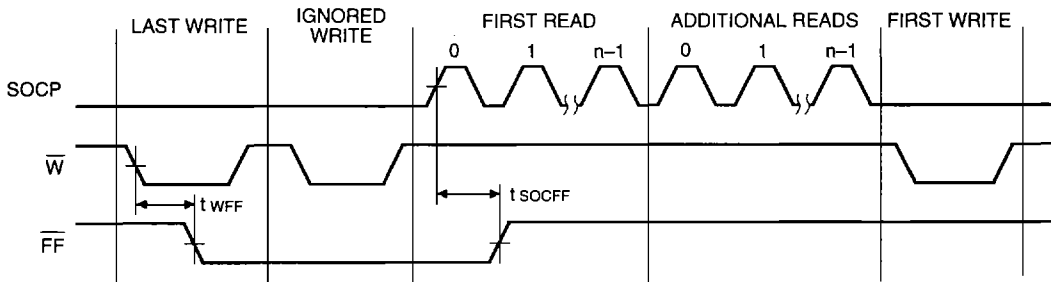 LAST WRITE
IGNORED
WRITE
FIRST READ
ADDITIONAL READS
FIRST WRITE
0 1 n–1 0 1 n–1
SOCP
W
t WFF
t SOCFF
FF